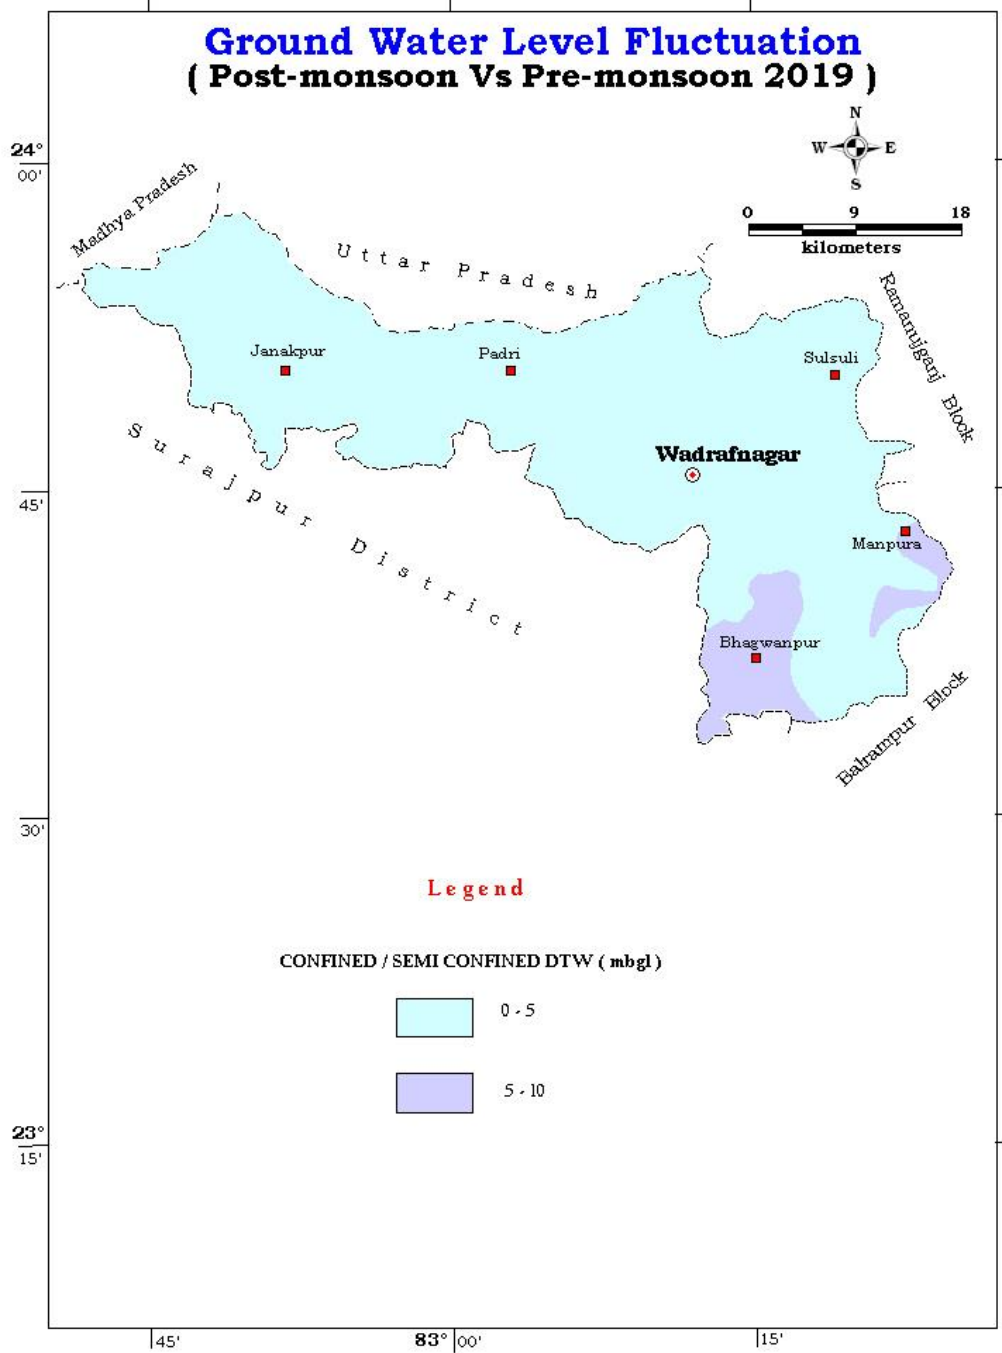 Ground Water Level Fluctuation
( Post-monsoon Vs Pre-monsoon 2019 )
N
W E
S
24°
00'
0 9 18
kilometers
Madhya Pradesh
Uttar Pradesh
Ramanujganj Block
Janakpur
Padri
Sulsuli
Surajpur District
Wadrafnagar
45'
Manpura
Bhagwanpur
Balrampur Block
30'
Legend
CONFINED / SEMI CONFINED DTW ( mbgl )
0 - 5
5 - 10
23°
15'
45' 83° 00' 15'